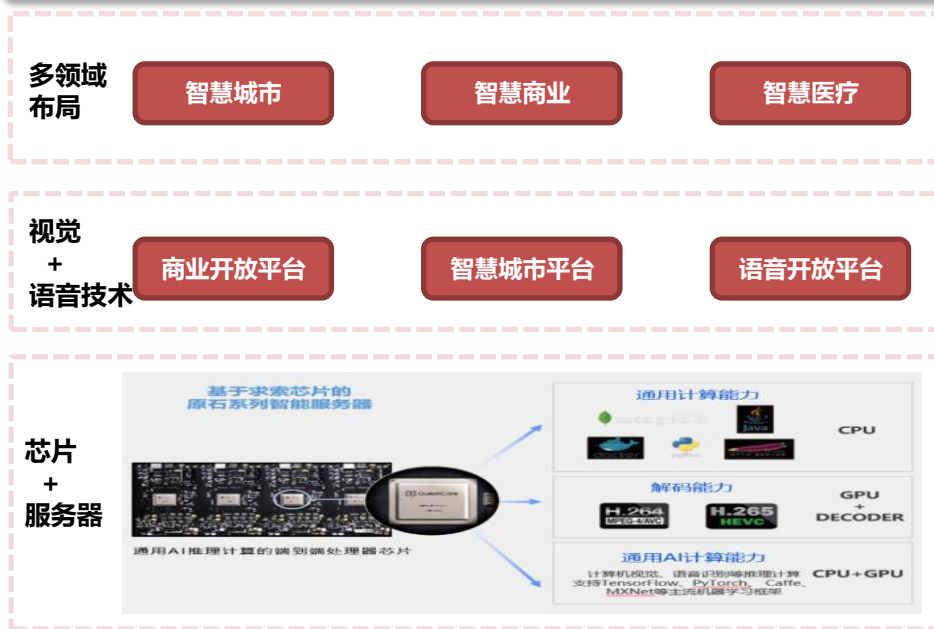 多领域
布局
智慧城市
智慧商业
智慧医疗
视觉
+
语音技术
商业开放平台
智慧城市平台
语音开放平台
芯片
+
服务器
基于求索芯片的
原石系列智能服务器
QuestCore
通用AI推理计算的端到端处理器芯片
通用计算能力
mongoDB
Java
docker
python
CPU
解码能力
H.264
MPEG-4/AVC
H.265
HEVC
GPU
+
DECODER
通用AI计算能力
计算机视觉、语音识别等推理计算
支持TensorFlow、PyTorch、Caffe、
MXNet等主流机器学习框架
CPU+GPU